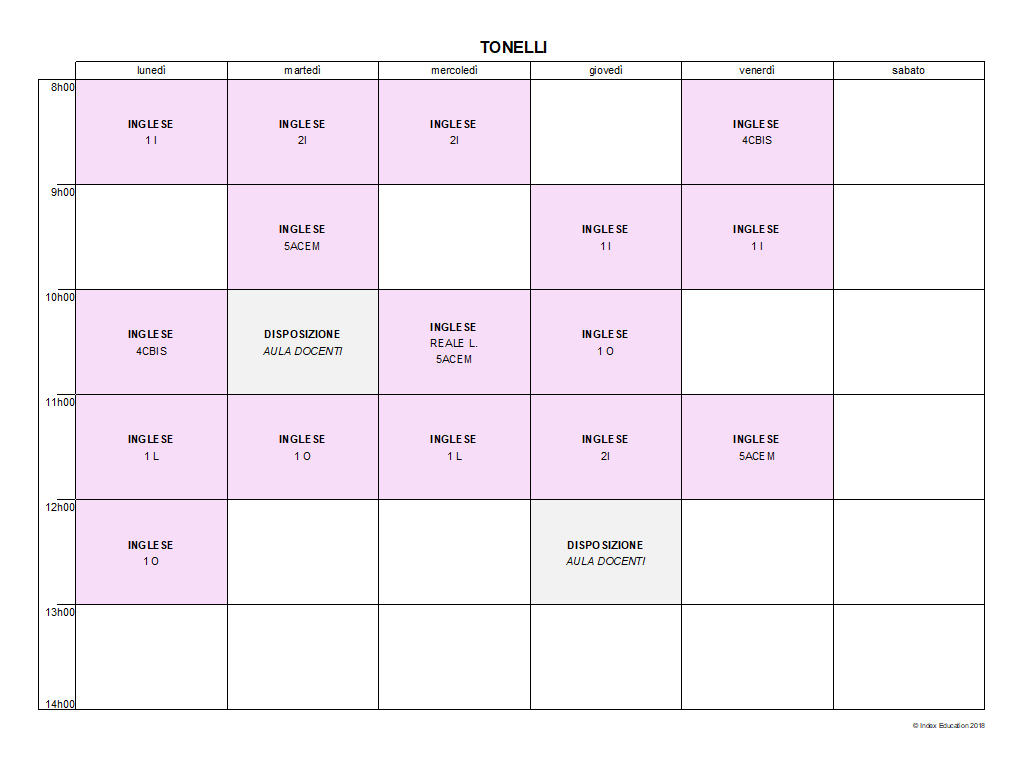 TONELLI
lunedì martedì mercoledì giovedì venerdì sabato
8h00
INGLESE INGLESE INGLESE INGLESE
1 I 2I 2I 4CBIS
9h00
INGLESE INGLESE INGLESE
5ACEM 1 I 1 I
10h00
INGLESE DISPOSIZIONE INGLESE INGLESE
4CBIS AULA DOCENTI REALE L. 1 O
5ACEM
11h00
INGLESE INGLESE INGLESE INGLESE INGLESE
1 L 1 O 1 L 2I 5ACEM
12h00
INGLESE DISPOSIZIONE
1 O AULA DOCENTI
13h00
14h00
© Index Education 2018